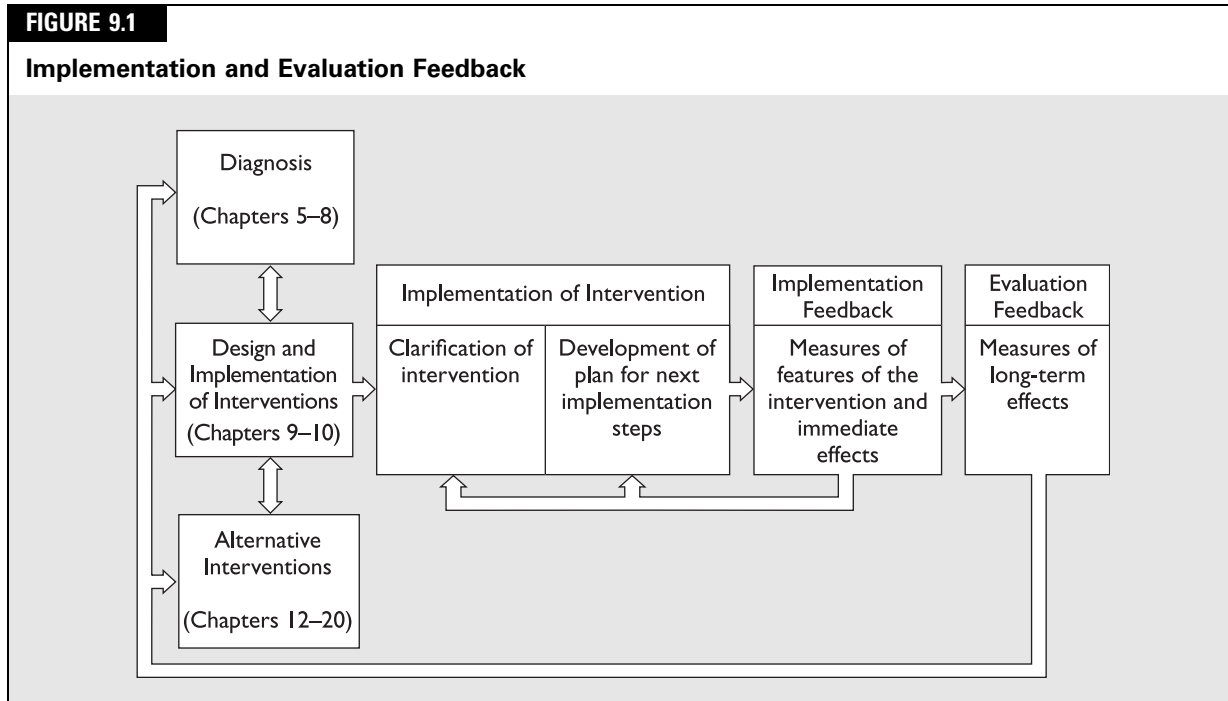 FIGURE 9.1
Implementation and Evaluation Feedback
Diagnosis
(Chapters 5–8)
Design and
Implementation
of Interventions
(Chapters 9–10)
Alternative
Interventions
(Chapters 12–20)
Implementation of Intervention
Clarification of
intervention
Development of
plan for next
implementation
steps
Implementation
Feedback
Measures of
features of the
intervention and
immediate
effects
Evaluation
Feedback
Measures of
long-term
effects